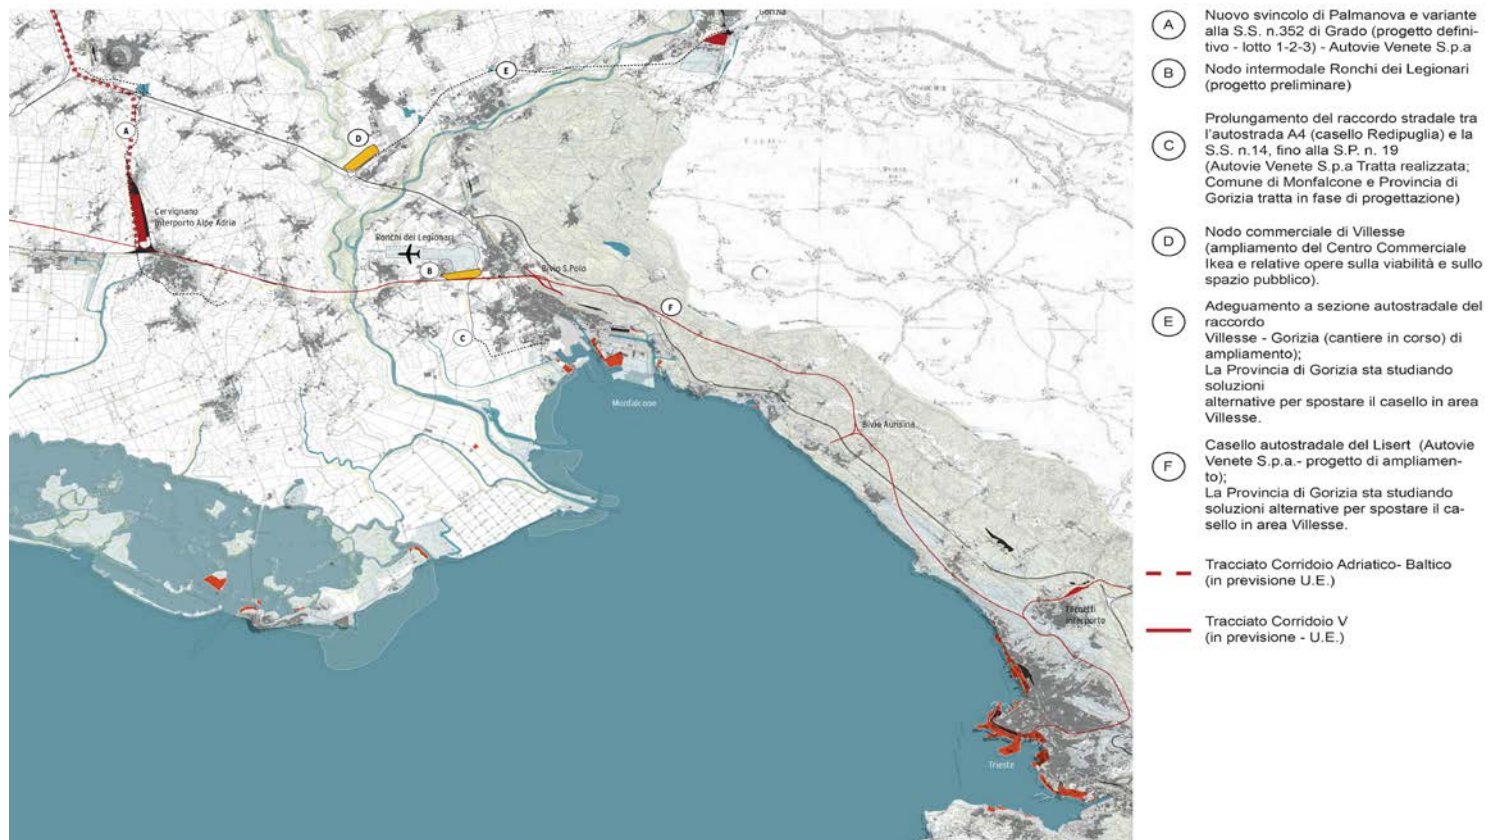 Gorizia
E
A
D
Cervignano
Interporto Alpe Adria
Ronchi dei Legionari
B
Bivio S.Polo
F
C
Monfalcone
Bivio Aurisina
Fernetti
interporto
Trieste
A
Nuovo svincolo di Palmanova e variante
alla S.S. n.352 di Grado (progetto defini-
tivo - lotto 1-2-3) - Autovie Venete S.p.a
B
Nodo intermodale Ronchi dei Legionari
(progetto preliminare)
C
Prolungamento del raccordo stradale tra
l'autostrada A4 (casello Redipuglia) e la
S.S. n.14, fino alla S.P. n. 19
(Autovie Venete S.p.a Tratta realizzata;
Comune di Monfalcone e Provincia di
Gorizia tratta in fase di progettazione)
D
Nodo commerciale di Villesse
(ampliamento del Centro Commerciale
Ikea e relative opere sulla viabilità e sullo
spazio pubblico).
E
Adeguamento a sezione autostradale del
raccordo
Villesse - Gorizia (cantiere in corso) di
ampliamento);
La Provincia di Gorizia sta studiando
soluzioni
alternative per spostare il casello in area
Villesse.
F
Casello autostradale del Lisert (Autovie
Venete S.p.a.- progetto di ampliamen-
to);
La Provincia di Gorizia sta studiando
soluzioni alternative per spostare il ca-
sello in area Villesse.
Tracciato Corridoio Adriatico- Baltico
(in previsione U.E.)
Tracciato Corridoio V
(in previsione - U.E.)